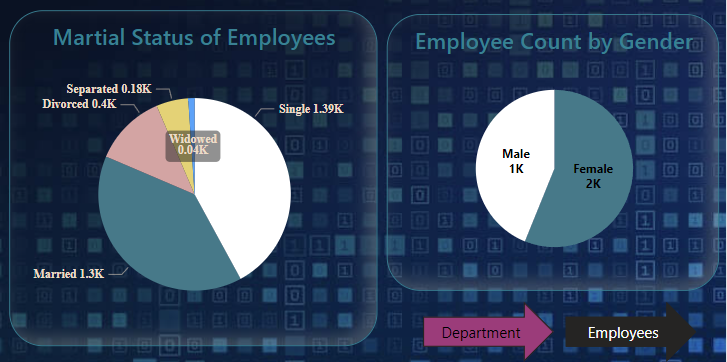 Martial Status of Employees
Separated 0.18K
Divorced 0.4K
Single 1.39K
Widowed
0.04K
Married 1.3K
Employee Count by Gender
Male
1K
Female
2K
Department
Employees